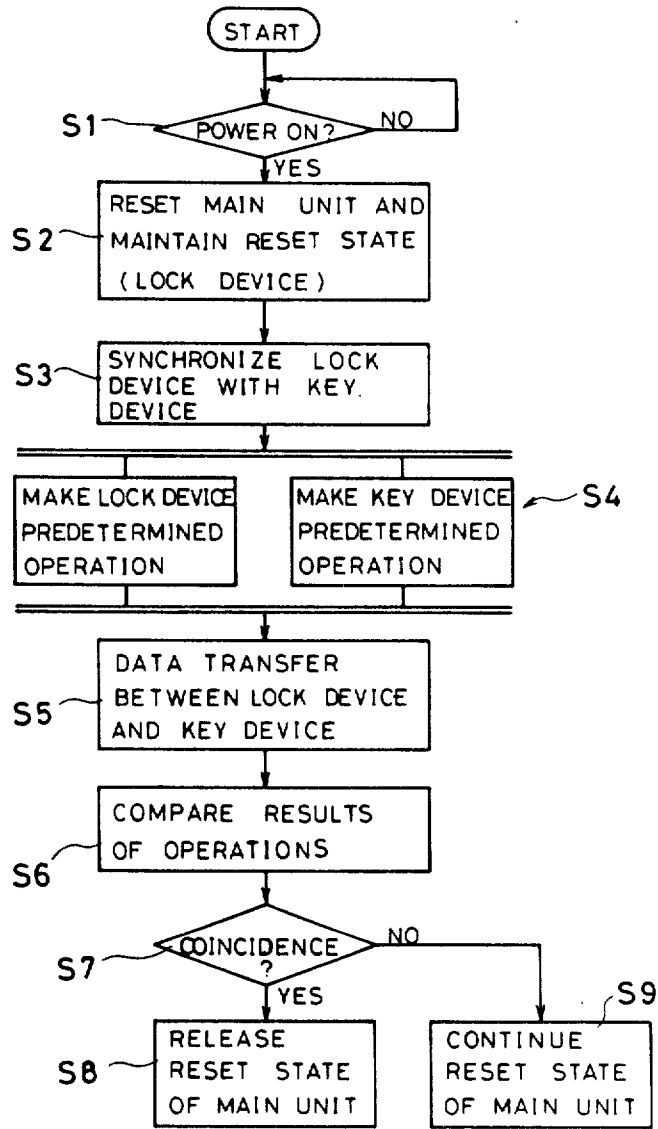 START
S1
POWER ON?
NO
YES
S2
RESET MAIN UNIT AND
MAINTAIN RESET STATE
(LOCK DEVICE)
S3
SYNCHRONIZE LOCK
DEVICE WITH KEY
DEVICE
MAKE LOCK DEVICE
PREDETERMINED
OPERATION
MAKE KEY DEVICE
PREDETERMINED
OPERATION
S4
S5
DATA TRANSFER
BETWEEN LOCK DEVICE
AND KEY DEVICE
S6
COMPARE RESULTS
OF OPERATIONS
S7
COINCIDENCE
?
NO
YES
S8
RELEASE
RESET STATE
OF MAIN UNIT
S9
CONTINUE
RESET STATE
OF MAIN UNIT